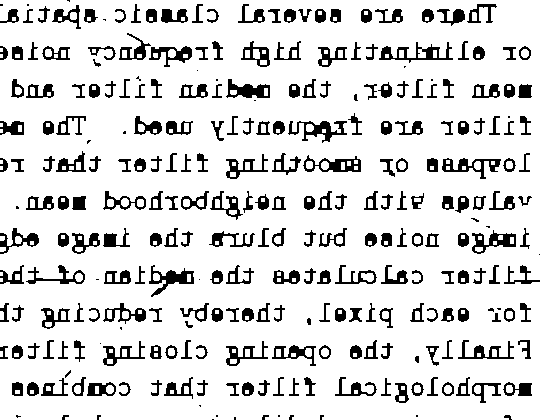 There are several classic spatial
or eliminating high frequency noise
mean filter, the median filter and
filter are frequently used. The me
lowpass or smoothing filter that re
values with the neighborhood mean.
image noise but blurs the image edg
filter calculates the median of the
for each pixel, thereby reducing th
Finally, the opening closing filter
morphological filter that combines